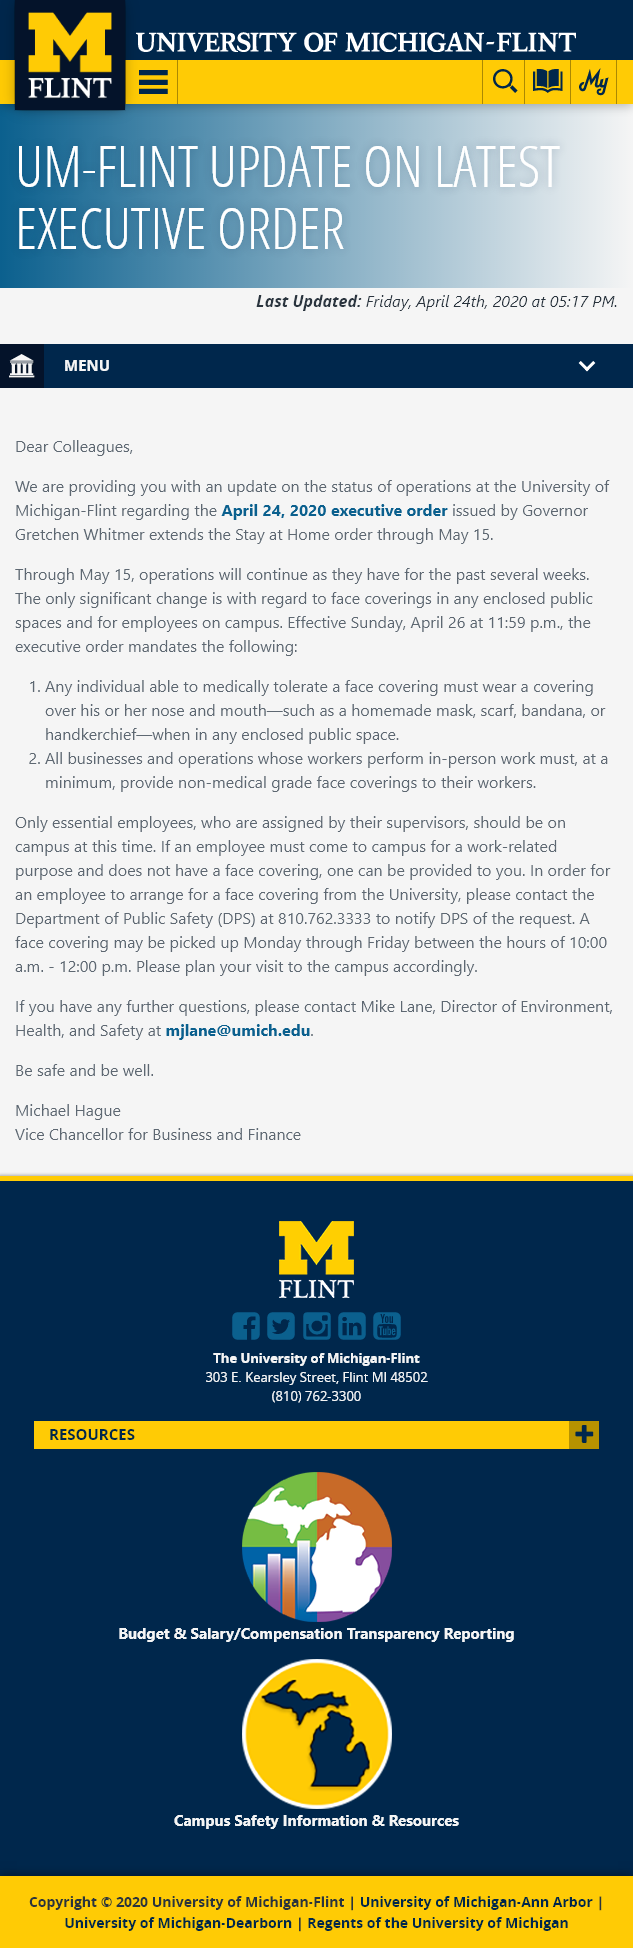 M
FLINT
UNIVERSITY OF MICHIGAN-FLINT
My
UM-FLINT UPDATE ON LATEST
EXECUTIVE ORDER
Last Updated: Friday, April 24th, 2020 at 05:17 PM.
MENU
Dear Colleagues,
We are providing you with an update on the status of operations at the University of
Michigan-Flint regarding the April 24, 2020 executive order issued by Governor
Gretchen Whitmer extends the Stay at Home order through May 15.
Through May 15, operations will continue as they have for the past several weeks.
The only significant change is with regard to face coverings in any enclosed public
spaces and for employees on campus. Effective Sunday, April 26 at 11:59 p.m., the
executive order mandates the following:
1. Any individual able to medically tolerate a face covering must wear a covering
over his or her nose and mouth—such as a homemade mask, scarf, bandana, or
handkerchief—when in any enclosed public space.
2. All businesses and operations whose workers perform in-person work must, at a
minimum, provide non-medical grade face coverings to their workers.
Only essential employees, who are assigned by their supervisors, should be on
campus at this time. If an employee must come to campus for a work-related
purpose and does not have a face covering, one can be provided to you. In order for
an employee to arrange for a face covering from the University, please contact the
Department of Public Safety (DPS) at 810.762.3333 to notify DPS of the request. A
face covering may be picked up Monday through Friday between the hours of 10:00
a.m. - 12:00 p.m. Please plan your visit to the campus accordingly.
If you have any further questions, please contact Mike Lane, Director of Environment,
Health, and Safety at mjlane@umich.edu.
Be safe and be well.
Michael Hague
Vice Chancellor for Business and Finance
M
FLINT
You
Tube
The University of Michigan-Flint
303 E. Kearsley Street, Flint MI 48502
(810) 762-3300
RESOURCES
Budget & Salary/Compensation Transparency Reporting
Campus Safety Information & Resources
Copyright © 2020 University of Michigan-Flint | University of Michigan-Ann Arbor |
University of Michigan-Dearborn | Regents of the University of Michigan